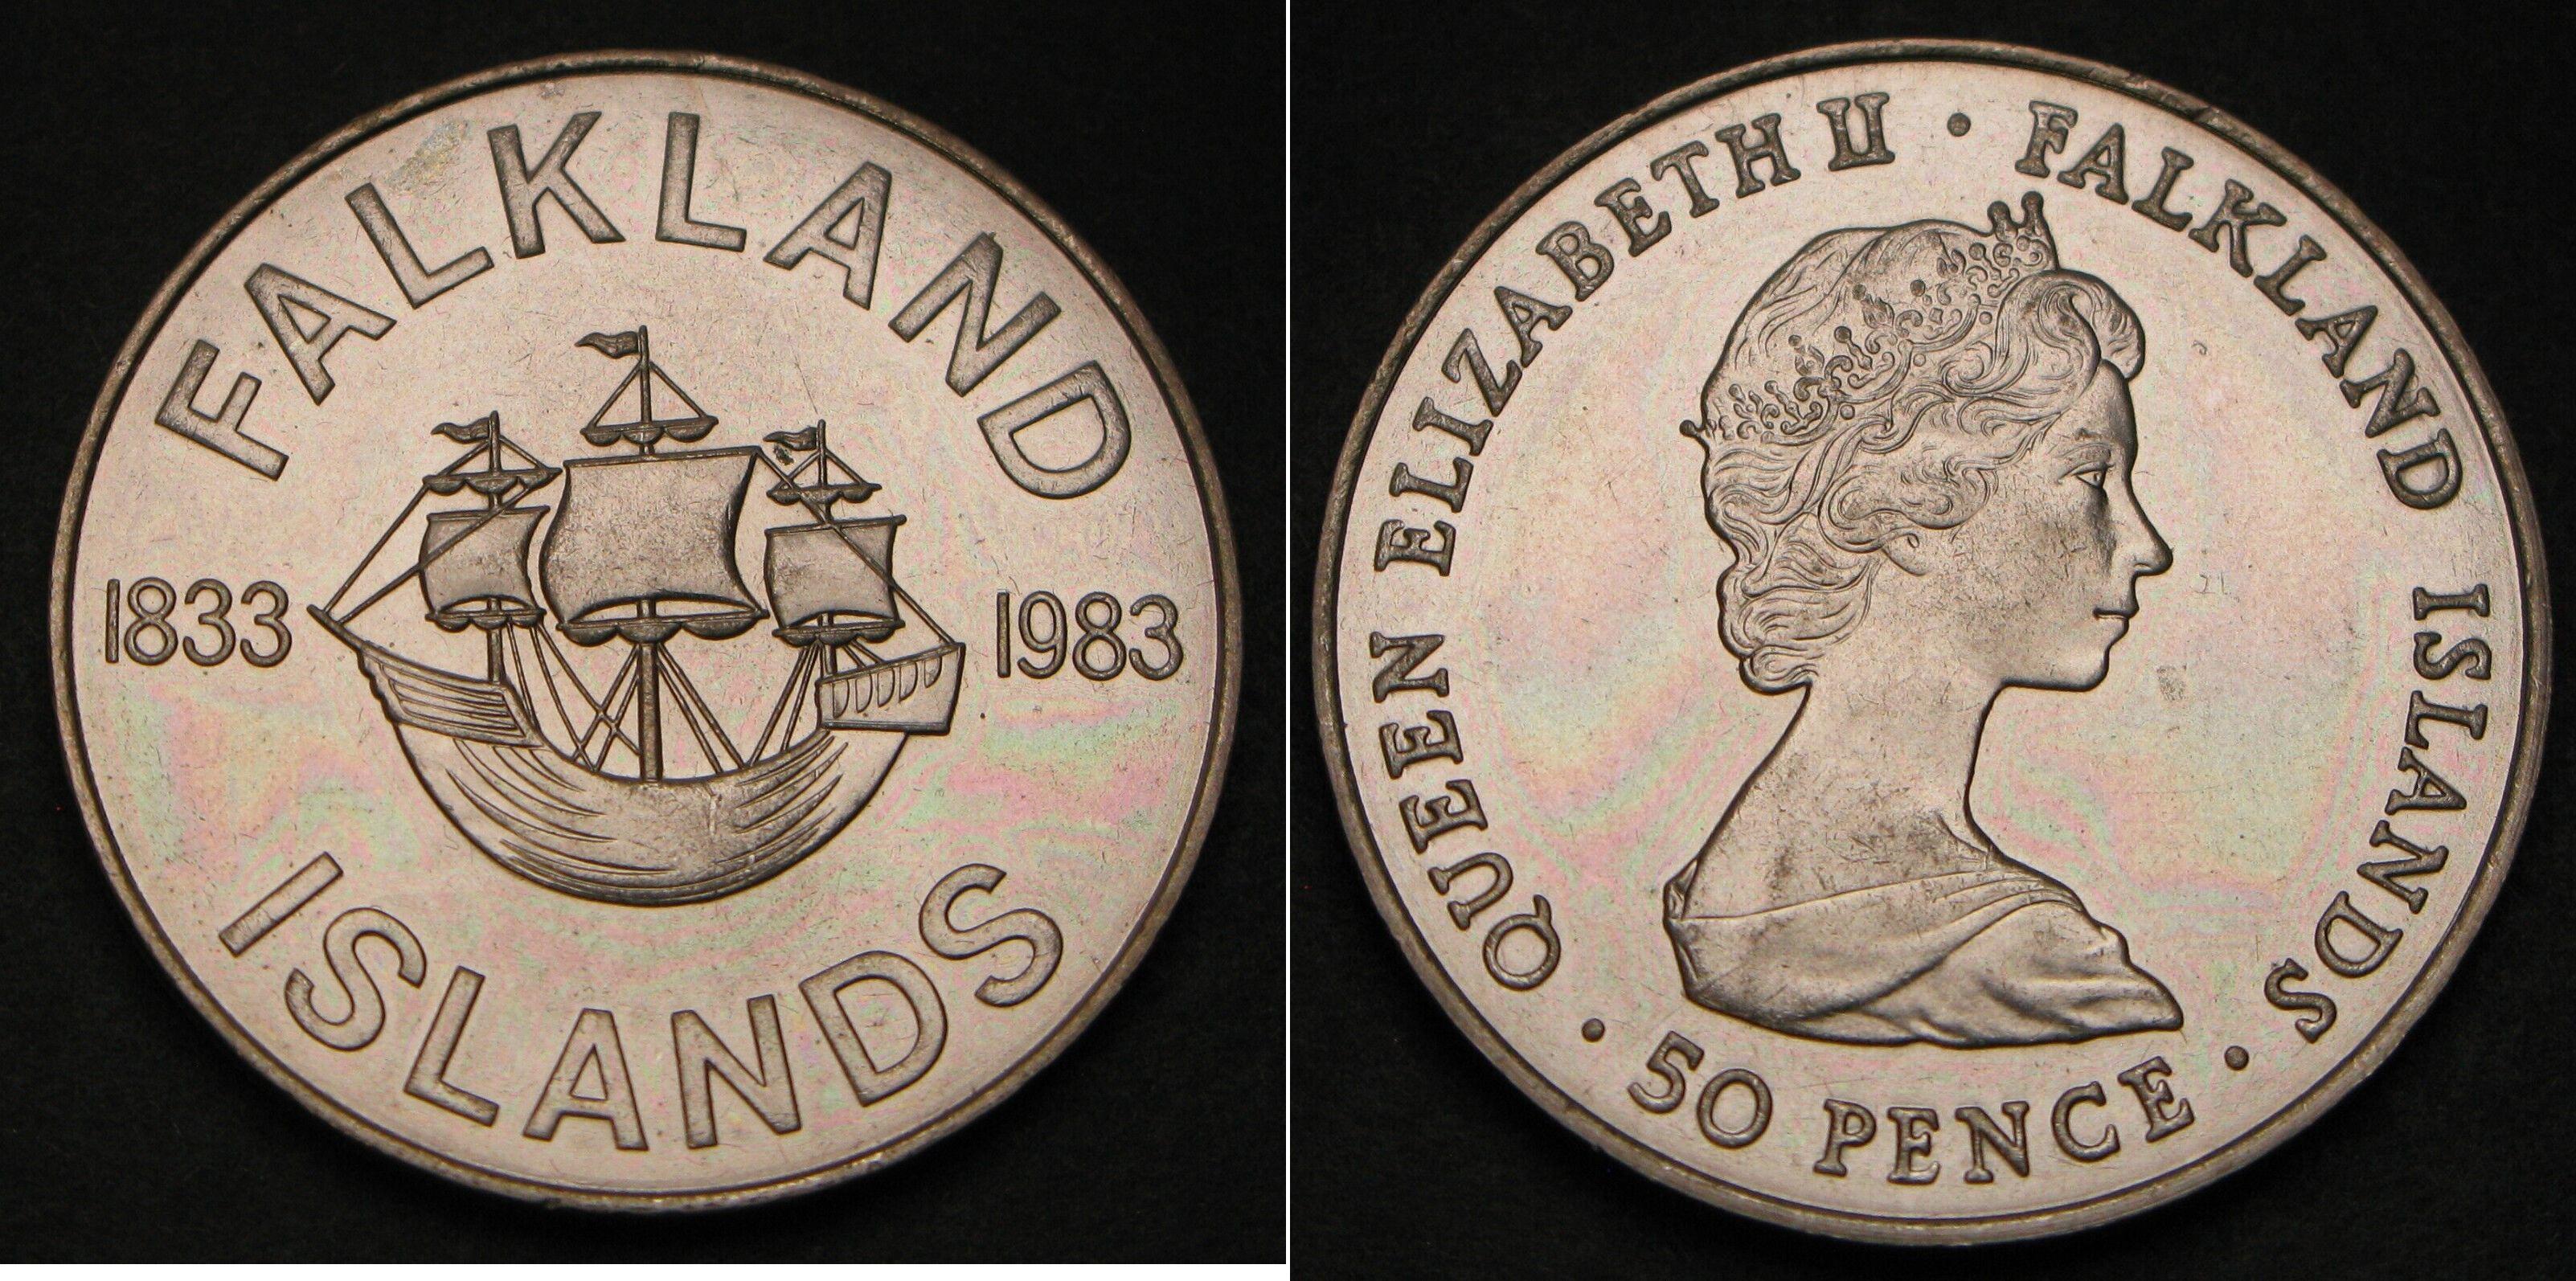 FALKLAND
1833 1983
ISLANDS
QUEEN ELIZABETH II · FALKLAND ISLANDS ·
50 PENCE ·